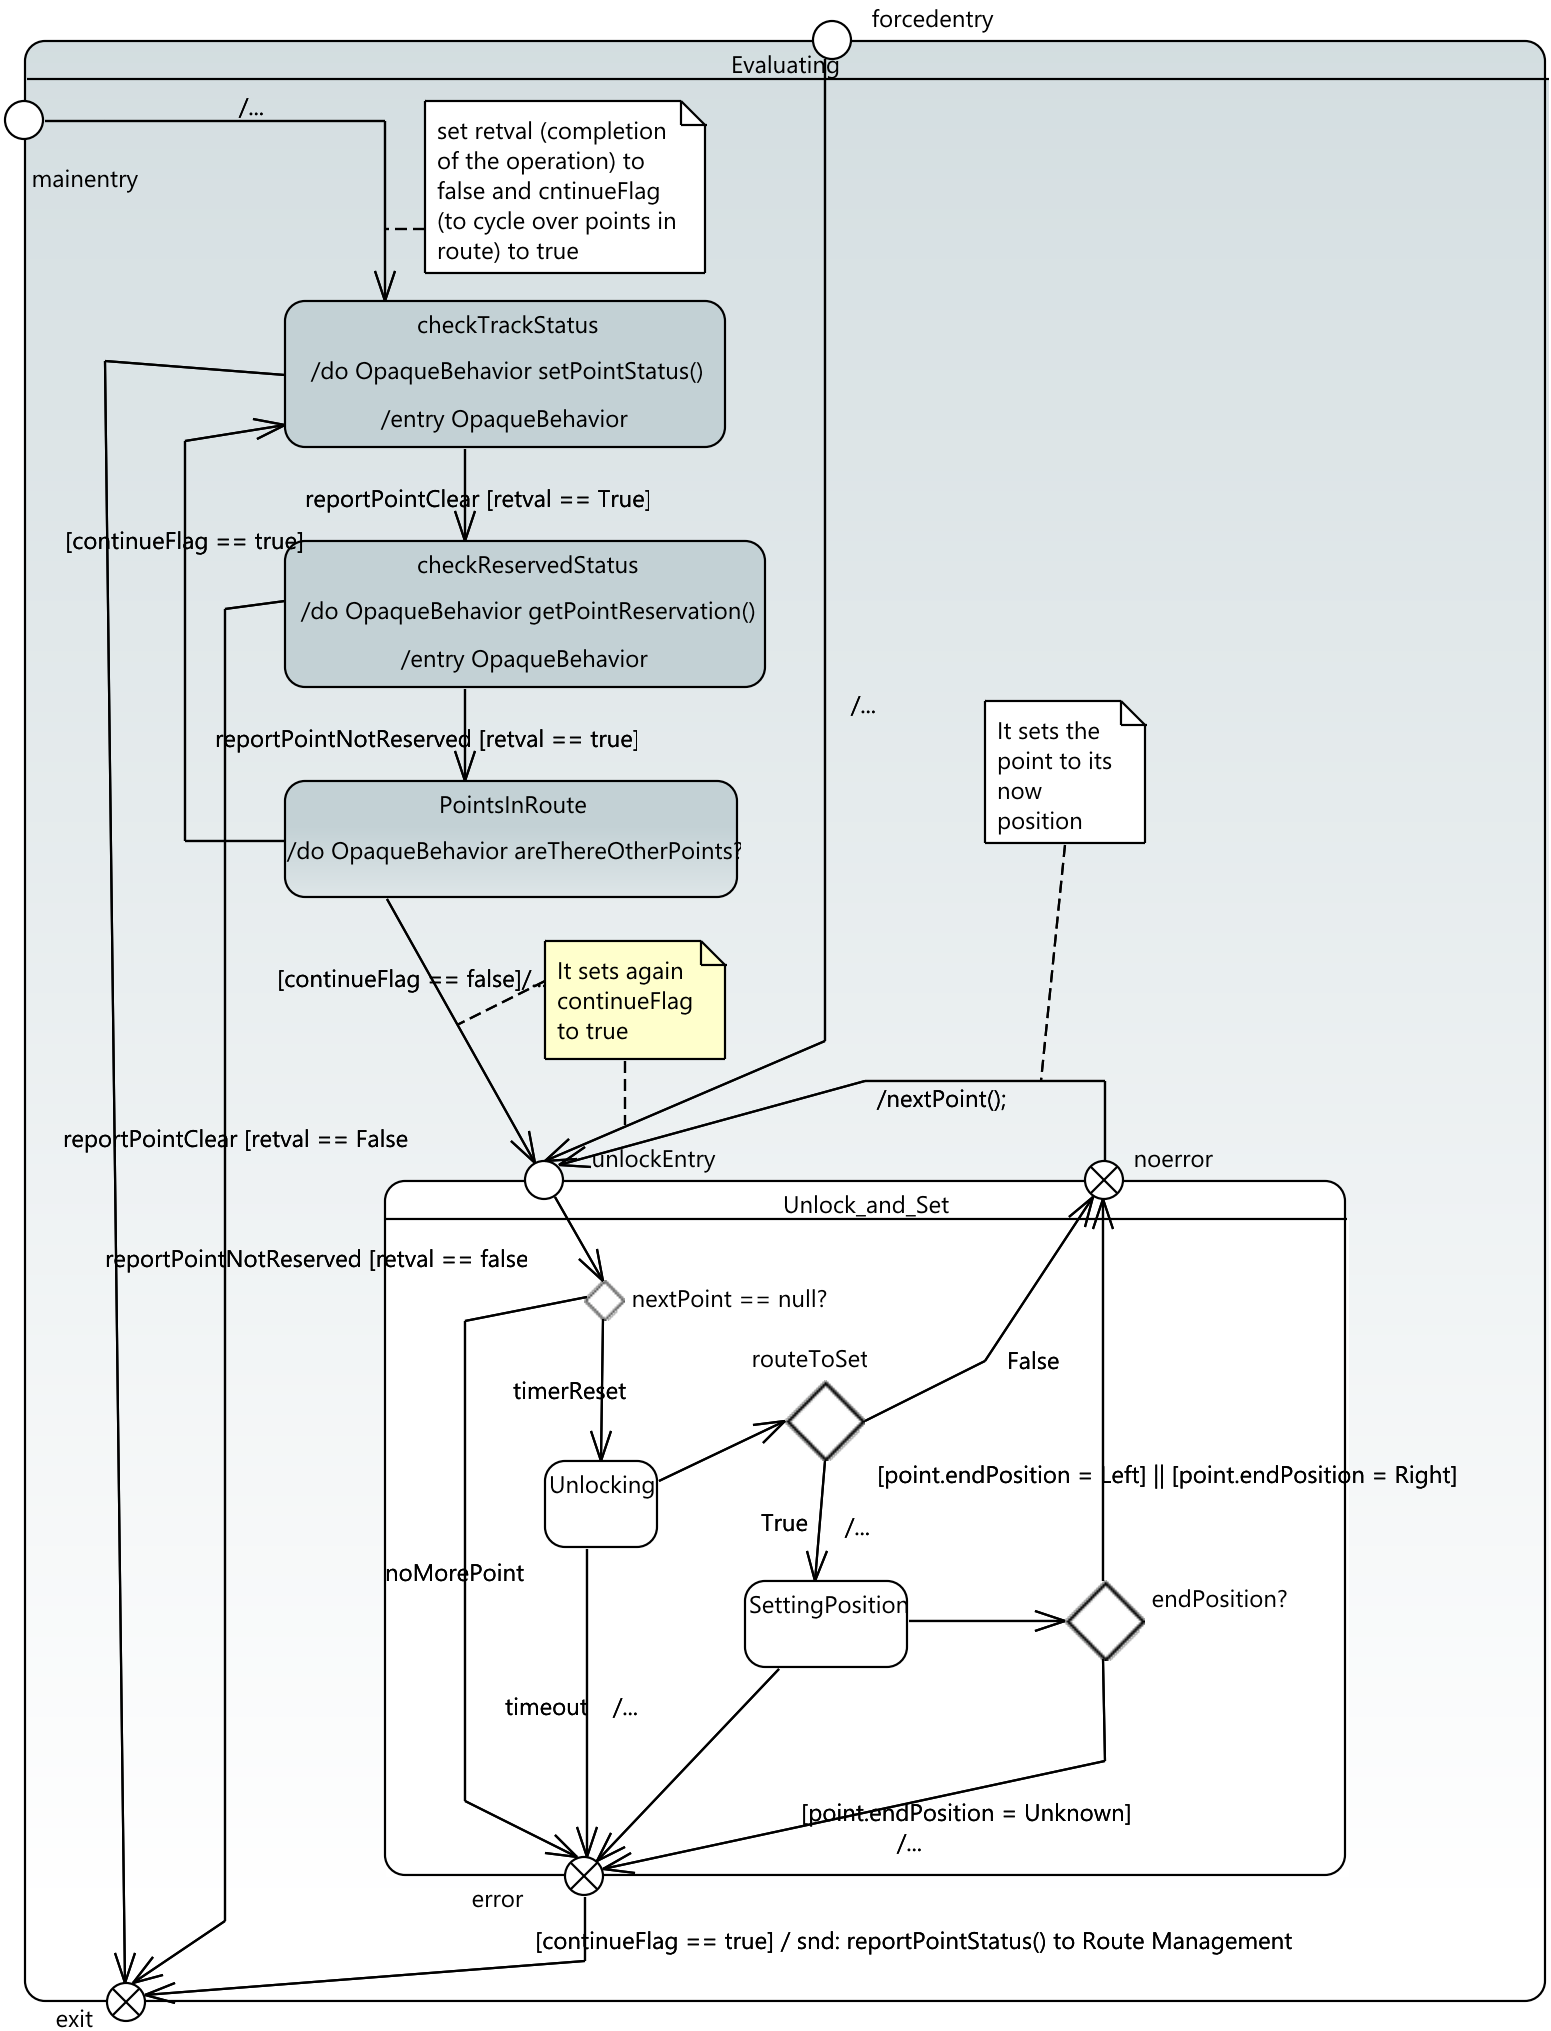 forcedentry
Evaluating
/...
mainentry
set retval (completion
of the operation) to
false and cntinueFlag
(to cycle over points in
route) to true
checkTrackStatus
/do OpaqueBehavior setPointStatus()
/entry OpaqueBehavior
reportPointClear [retval == True]
[continueFlag == true]
checkReservedStatus
/do OpaqueBehavior getPointReservation()
/entry OpaqueBehavior
/...
reportPointNotReserved [retval == true]
It sets the
point to its
now
position
PointsInRoute
/do OpaqueBehavior areThereOtherPoints?
[continueFlag == false]/...
It sets again
continueFlag
to true
/nextPoint();
reportPointClear [retval == False
unlockEntry
noerror
Unlock_and_Set
reportPointNotReserved [retval == false
nextPoint == null?
routeToSet
False
timerReset
[point.endPosition = Left] || [point.endPosition = Right]
Unlocking
True
/...
noMorePoint
SettingPosition
endPosition?
timeout
/...
[point.endPosition = Unknown]
/...
error
[continueFlag == true] / snd: reportPointStatus() to Route Management
exit